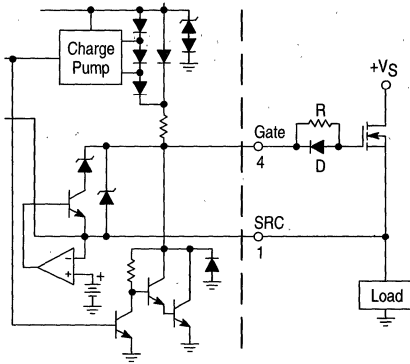 Charge
Pump
+VS
R
Gate
4
D
SRC
1
-
+
+
Load